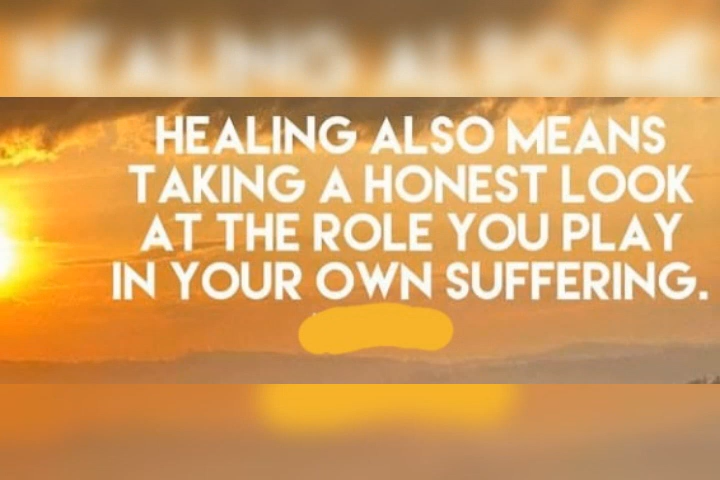 HEALING ALSO MEANS
TAKING A HONEST LOOK
AT THE ROLE YOU PLAY
IN YOUR OWN SUFFERING.